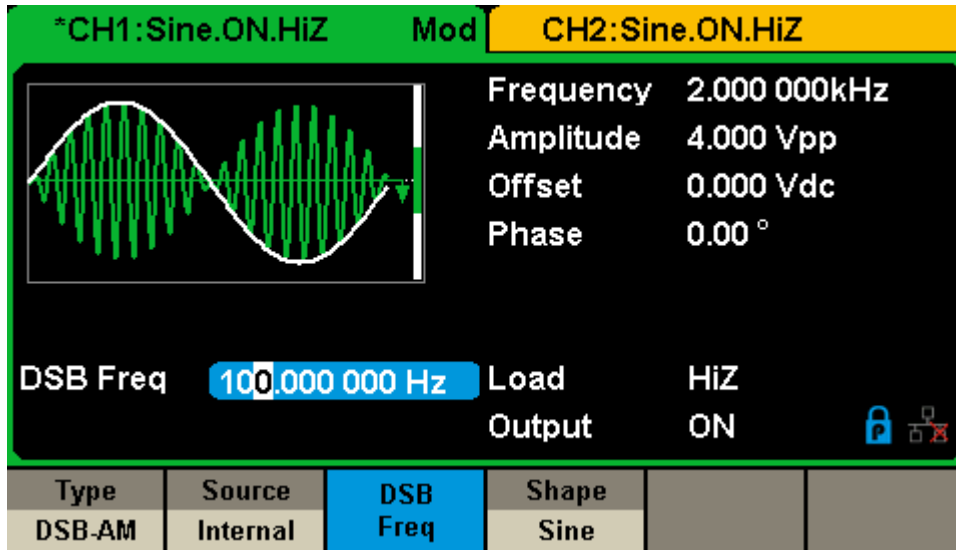 *CH1:Sine.ON.HiZ Mod CH2:Sine.ON.HiZ
Frequency 2.000 000kHz
Amplitude 4.000 Vpp
Offset 0.000 Vdc
Phase 0.00 °
DSB Freq 100.000 000 Hz Load HiZ
Output ON P
Type Source DSB Freq Shape
DSB-AM Internal Sine